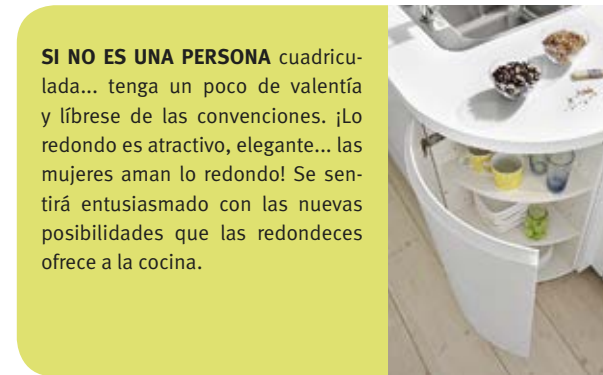 SI NO ES UNA PERSONA cuadricu-
lada... tenga un poco de valentía
y líbrese de las convenciones. ¡Lo
redondo es atractivo, elegante... las
mujeres aman lo redondo! Se sen-
tirá entusiasmado con las nuevas
posibilidades que las redondeces
ofrece a la cocina.